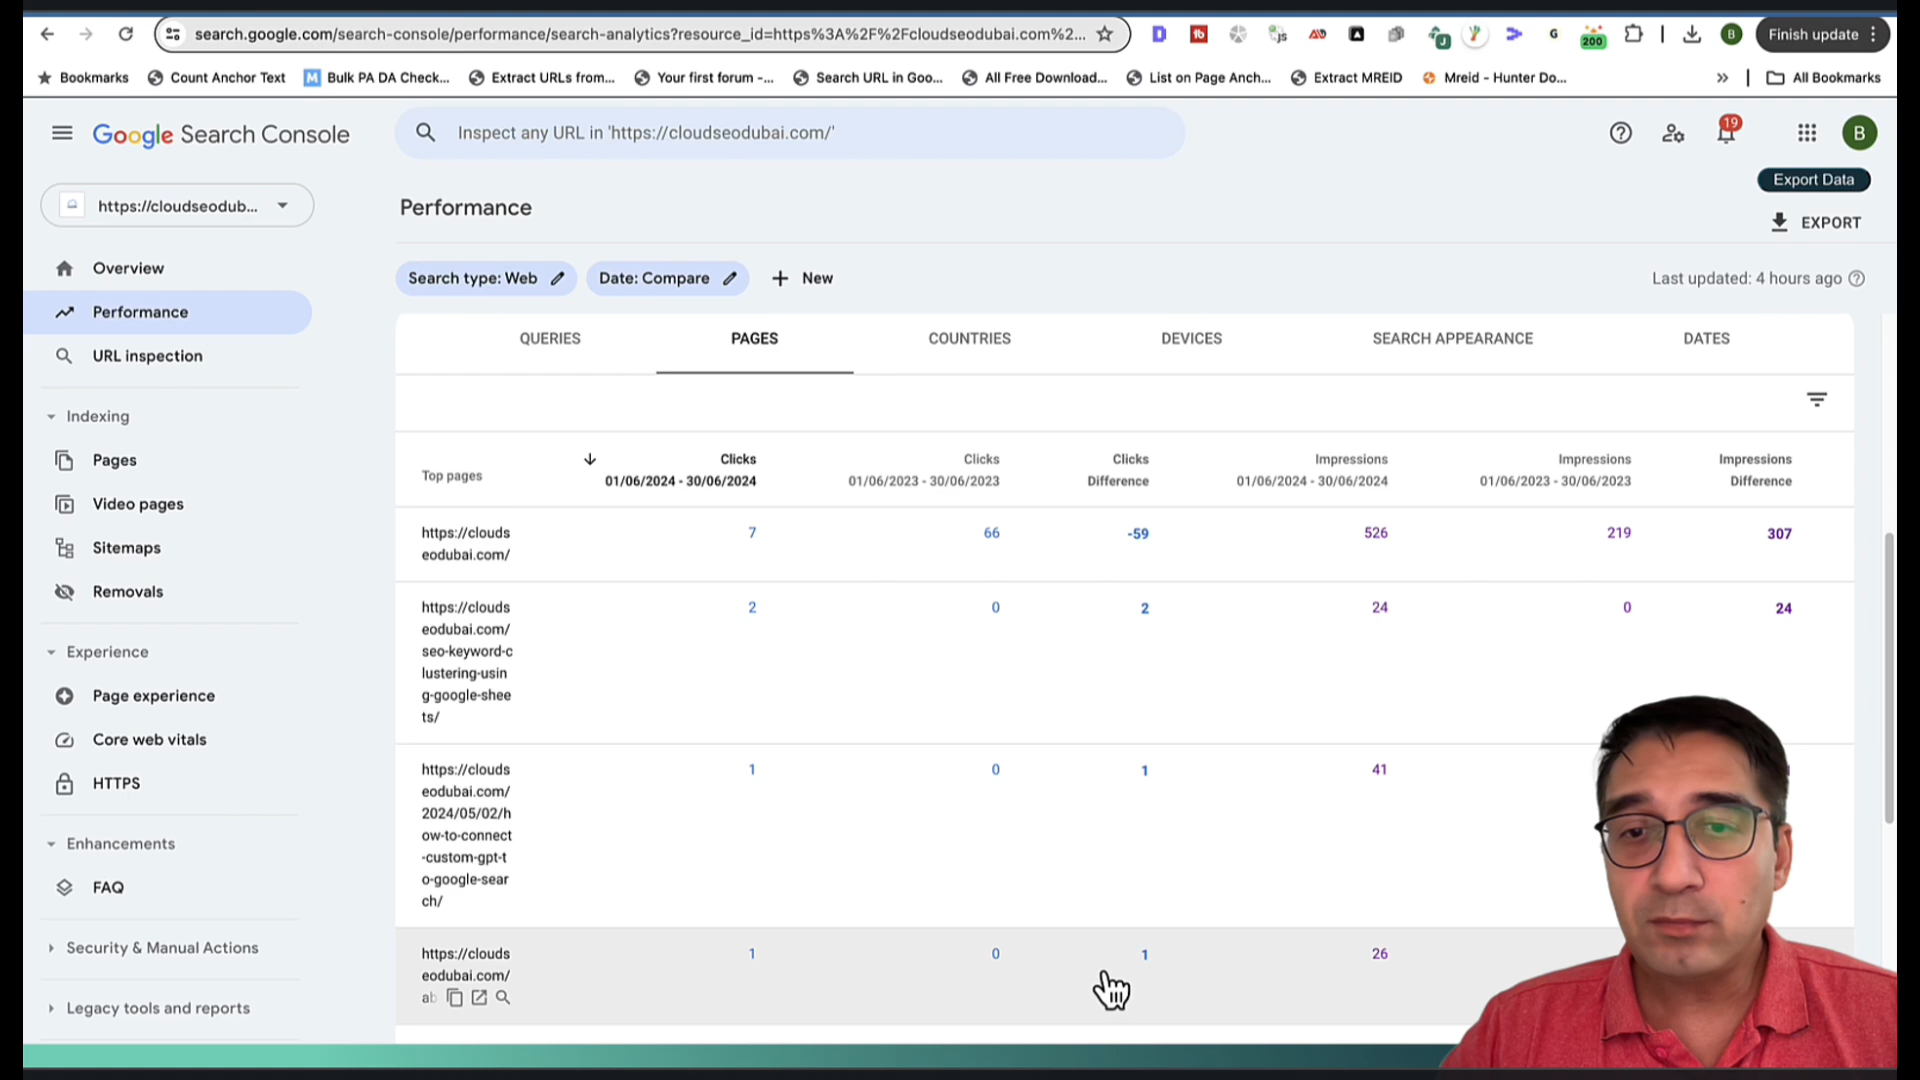 search.google.com/search-console/performance/search-analytics?resource_id=https%3A%2F%2Fcloudseodubai.com%2...
200
B
Finish update
Bookmarks
Count Anchor Text
M
Bulk PA DA Check...
Extract URLs from...
Your first forum -...
Search URL in Goo...
All Free Download...
List on Page Anch...
Extract MREID
Mreid - Hunter Do...
All Bookmarks
Google Search Console
Inspect any URL in 'https://cloudseodubai.com/'
19
B
Export Data
https://cloudseodub...
Performance
EXPORT
Search type: Web
Date: Compare
New
Last updated: 4 hours ago
Overview
Performance
URL inspection
Indexing
Pages
Video pages
Sitemaps
Removals
Experience
Page experience
Core web vitals
HTTPS
Enhancements
FAQ
Security & Manual Actions
Legacy tools and reports
QUERIES
PAGES
COUNTRIES
DEVICES
SEARCH APPEARANCE
DATES
Top pages
Clicks
01/06/2024 - 30/06/2024
Clicks
01/06/2023 - 30/06/2023
Clicks
Difference
Impressions
01/06/2024 - 30/06/2024
Impressions
01/06/2023 - 30/06/2023
Impressions
Difference
https://clouds
eodubai.com/
7
66
-59
526
219
307
https://clouds
eodubai.com/
seo-keyword-c
lustering-usin
g-google-shee
ts/
2
0
2
24
0
24
https://clouds
eodubai.com/
2024/05/02/h
ow-to-connect
-custom-gpt-t
o-google-sear
ch/
1
0
1
41
https://clouds
eodubai.com/
ab
1
0
1
26